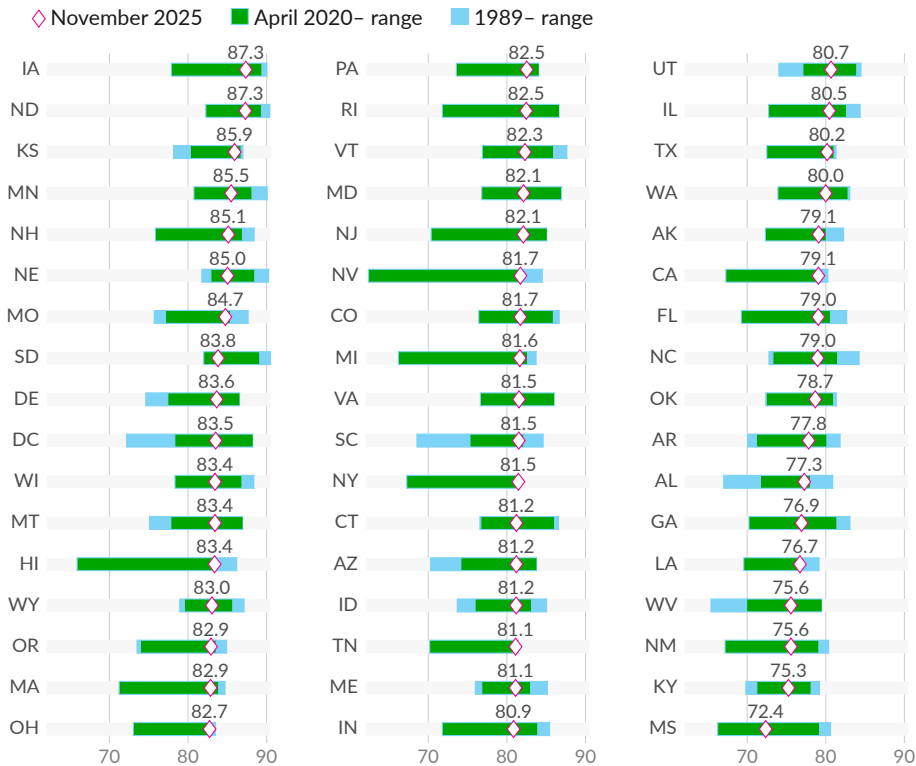 November 2025 April 2020– range 1989– range
IA 87.3
ND 87.3
KS 85.9
MN 85.5
NH 85.1
NE 85.0
MO 84.7
SD 83.8
DE 83.6
DC 83.5
WI 83.4
MT 83.4
HI 83.4
WY 83.0
OR 82.9
MA 82.9
OH 82.7
70 80 90
PA 82.5
RI 82.5
VT 82.3
MD 82.1
NJ 82.1
NV 81.7
CO 81.7
MI 81.6
VA 81.5
SC 81.5
NY 81.5
CT 81.2
AZ 81.2
ID 81.2
TN 81.1
ME 81.1
IN 80.9
70 80 90
UT 80.7
IL 80.5
TX 80.2
WA 80.0
AK 79.1
CA 79.1
FL 79.0
NC 79.0
OK 78.7
AR 77.8
AL 77.3
GA 76.9
LA 76.7
WV 75.6
NM 75.6
KY 75.3
MS 72.4
70 80 90